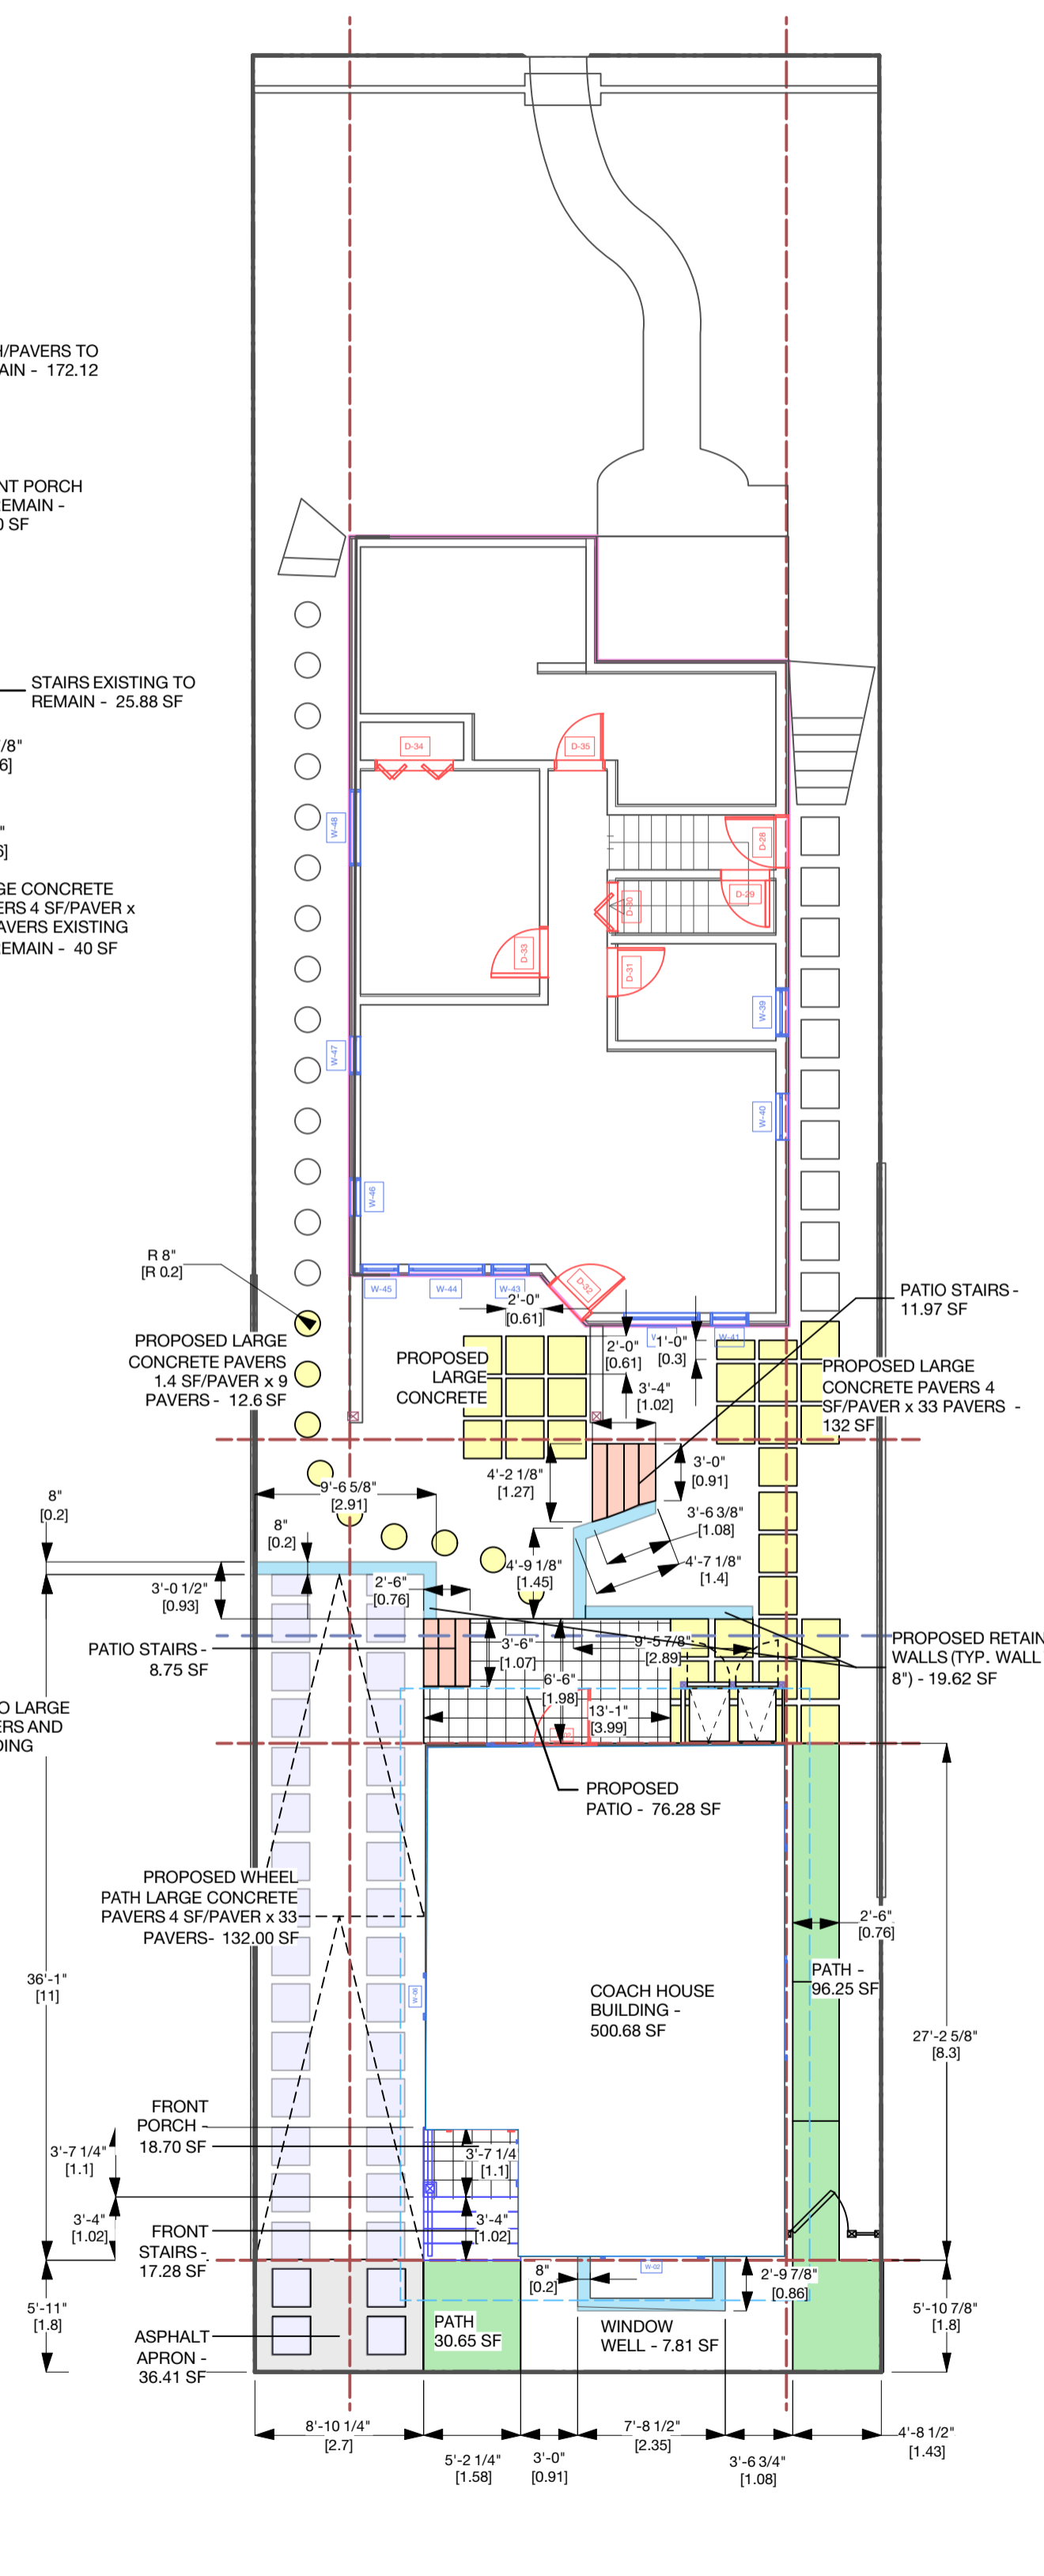 H/PAVERS TO
AIN - 172.12
NT PORCH
REMAIN -
0 SF
STAIRS EXISTING TO
REMAIN - 25.88 SF
/8"
6]
"
6]
GE CONCRETE
ERS 4 SF/PAVER x
AVERS EXISTING
REMAIN - 40 SF
D-34
D-35
W-48
D-28
D-29
D-30
D-33
D-31
W-39
W-47
W-40
W-46
W-45
W-44
W-43
D-32
W-41
R 8"
[R 0.2]
2'-0"
[0.61]
PATIO STAIRS -
11.97 SF
PROPOSED LARGE
CONCRETE PAVERS
1.4 SF/PAVER x 9
PAVERS - 12.6 SF
PROPOSED
LARGE
CONCRETE
2'-0"
[0.61]
1'-0"
[0.3]
3'-4"
[1.02]
PROPOSED LARGE
CONCRETE PAVERS 4
SF/PAVER x 33 PAVERS -
132 SF
4'-2 1/8"
[1.27]
3'-0"
[0.91]
9'-6 5/8"
[2.91]
8"
[0.2]
8"
[0.2]
3'-6 3/8"
[1.08]
4'-7 1/8"
[1.4]
4'-9 1/8"
[1.45]
3'-0 1/2"
[0.93]
2'-6"
[0.76]
PATIO STAIRS -
8.75 SF
3'-6"
[1.07]
9'-5 7/8"
[2.89]
6'-6"
[1.98]
13'-1"
[3.99]
PROPOSED RETAIN
WALLS (TYP. WALL
8") - 19.62 SF
O LARGE
ERS AND
DING
PROPOSED
PATIO - 76.28 SF
PROPOSED WHEEL
PATH LARGE CONCRETE
PAVERS 4 SF/PAVER x 33
PAVERS- 132.00 SF
2'-6"
[0.76]
PATH -
96.25 SF
36'-1"
[11]
W-06
COACH HOUSE
BUILDING -
500.68 SF
27'-2 5/8"
[8.3]
FRONT
PORCH -
18.70 SF
3'-7 1/4"
[1.1]
3'-7 1/4
[1.1]
3'-4"
[1.02]
3'-4"
[1.02]
FRONT
STAIRS -
17.28 SF
8"
[0.2]
W-02
2'-9 7/8"
[0.86]
5'-11"
[1.8]
5'-10 7/8"
[1.8]
ASPHALT
APRON -
36.41 SF
PATH
30.65 SF
WINDOW
WELL - 7.81 SF
8'-10 1/4"
[2.7]
5'-2 1/4"
[1.58]
3'-0"
[0.91]
7'-8 1/2"
[2.35]
3'-6 3/4"
[1.08]
4'-8 1/2"
[1.43]